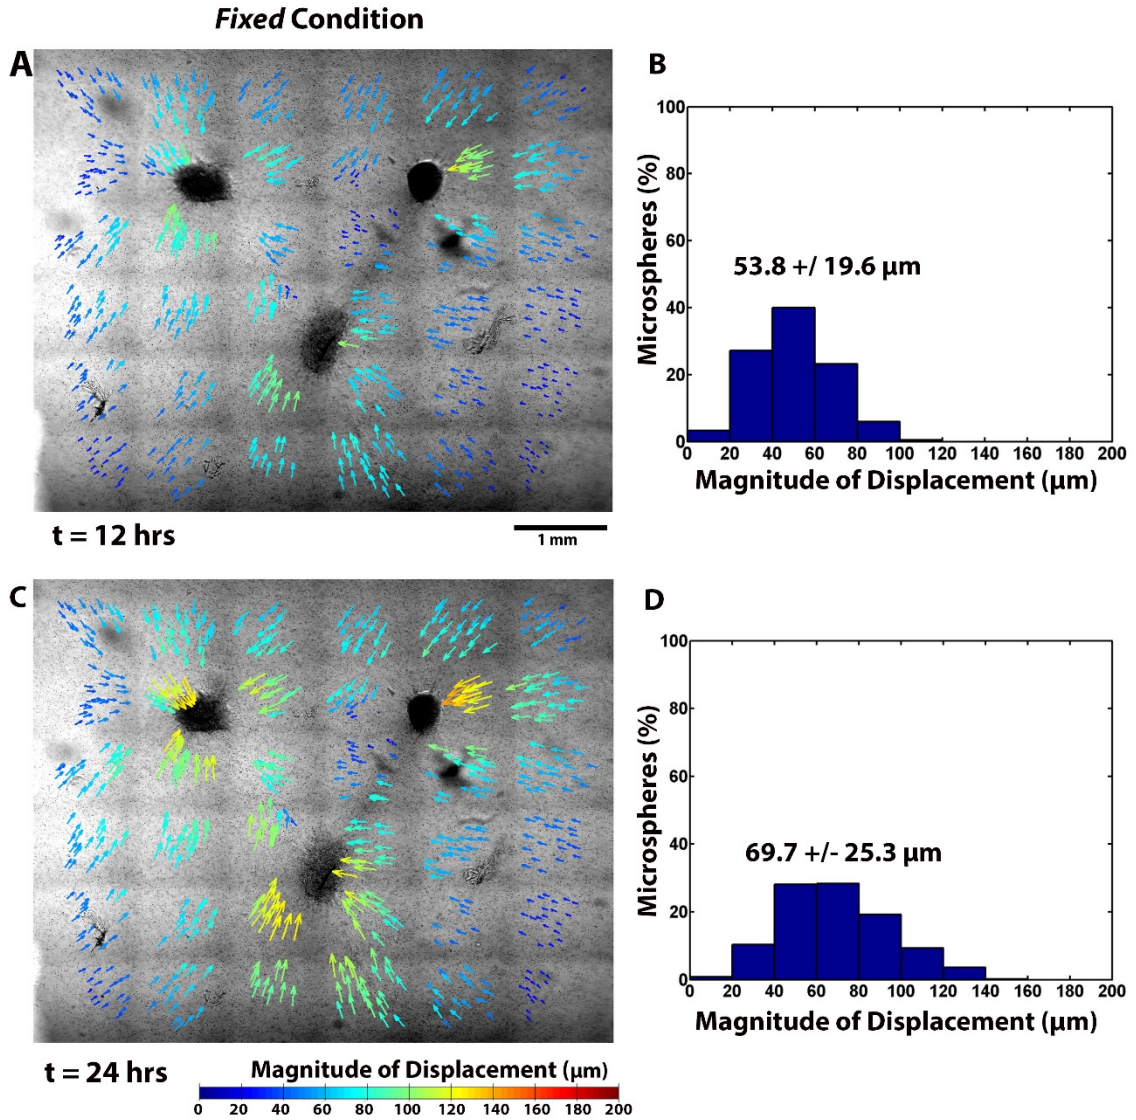 Fixed Condition
A
t = 12 hrs
1 mm
B
100
80
60
40
20
0
Microspheres (%)
53.8 +/ 19.6 µm
0 20 40 60 80 100 120 140 160 180 200
Magnitude of Displacement (µm)
C
t = 24 hrs
Magnitude of Displacement (µm)
0 20 40 60 80 100 120 140 160 180 200
D
100
80
60
40
20
0
Microspheres (%)
69.7 +/- 25.3 µm
0 20 40 60 80 100 120 140 160 180 200
Magnitude of Displacement (µm)